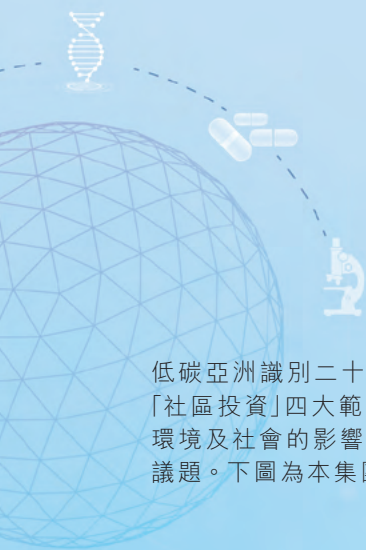 低碳亞洲識別二十
「社區投資」四大範
環境及社會的影響
議題。下圖為本集團